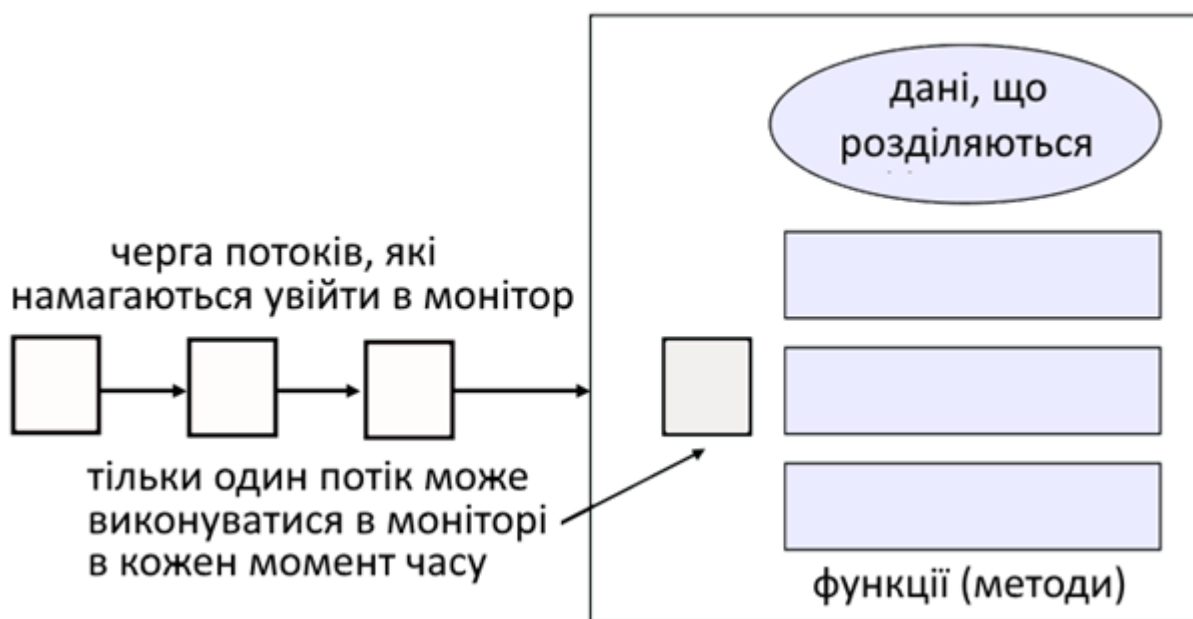 дані, що
розділяються
черга потоків, які
намагаються увійти в монітор
тільки один потік може
виконуватися в моніторі
в кожен момент часу
функції (методи)